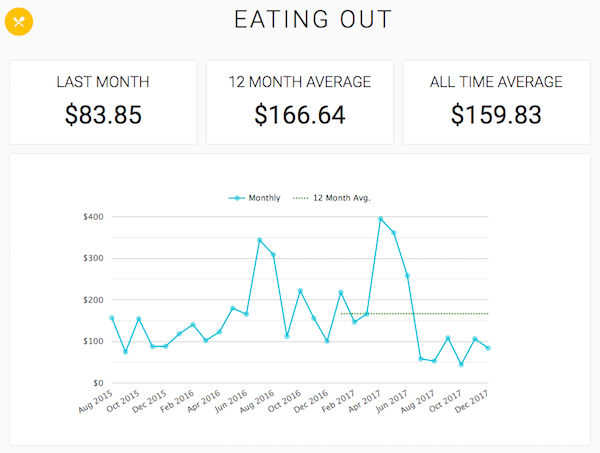 EATING OUT
LAST MONTH
$83.85
12 MONTH AVERAGE
$166.64
ALL TIME AVERAGE
$159.83
Monthly 12 Month Avg.
$400
$300
$200
$100
$0
Aug 2015 Oct 2015 Dec 2015 Feb 2016 Apr 2016 Jun 2016 Aug 2016 Oct 2016 Dec 2016 Feb 2017 Apr 2017 Jun 2017 Aug 2017 Oct 2017 Dec 2017